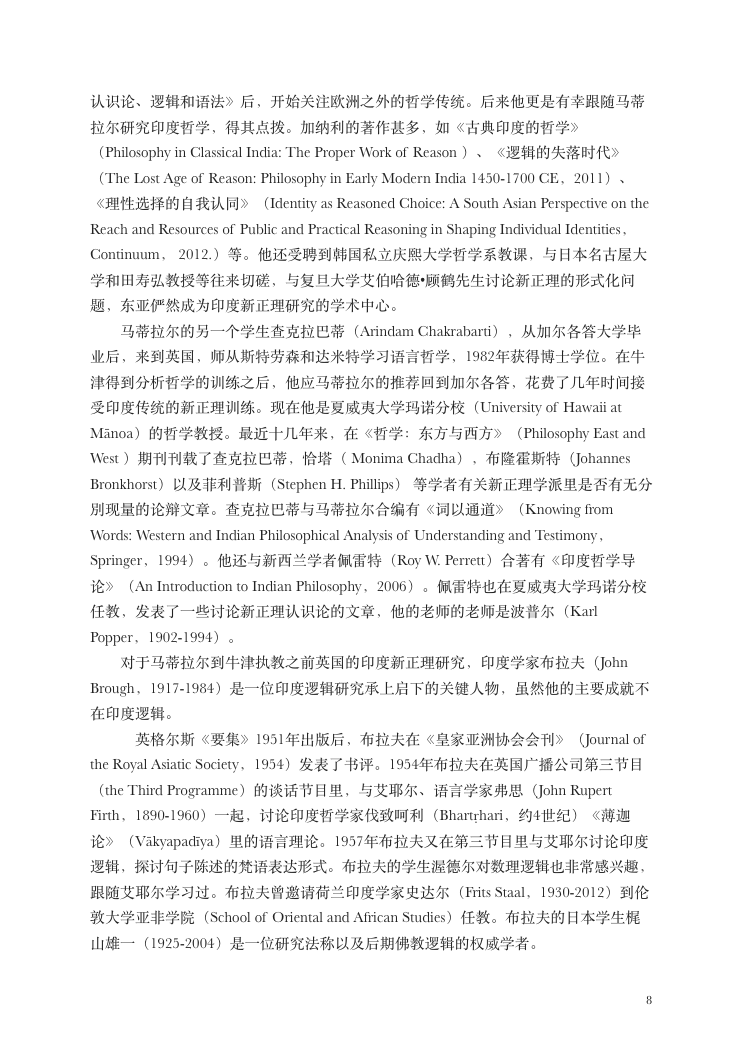 认识论、逻辑和语法》后，开始关注欧洲之外的哲学传统。后来他更是有幸跟随马蒂
拉尔研究印度哲学，得其点拨。加纳利的著作甚多，如《古典印度的哲学》
（Philosophy in Classical India: The Proper Work of Reason ）、《逻辑的失落时代》
（The Lost Age of Reason: Philosophy in Early Modern India 1450-1700 CE，2011）、
《理性选择的自我认同》（Identity as Reasoned Choice: A South Asian Perspective on the
Reach and Resources of Public and Practical Reasoning in Shaping Individual Identities，
Continuum， 2012.）等。他还受聘到韩国私立庆熙大学哲学系教课，与日本名古屋大
学和田寿弘教授等往来切磋，与复旦大学艾伯哈德•顾鹤先生讨论新正理的形式化问
题，东亚俨然成为印度新正理研究的学术中心。
马蒂拉尔的另一个学生查克拉巴蒂（Arindam Chakrabarti），从加尔各答大学毕
业后，来到英国，师从斯特劳森和达米特学习语言哲学，1982年获得博士学位。在牛
津得到分析哲学的训练之后，他应马蒂拉尔的推荐回到加尔各答，花费了几年时间接
受印度传统的新正理训练。现在他是夏威夷大学玛诺分校（University of Hawaii at
Mānoa）的哲学教授。最近十几年来，在《哲学：东方与西方》（Philosophy East and
West ）期刊刊载了查克拉巴蒂，恰塔（ Monima Chadha），布隆霍斯特（Johannes
Bronkhorst）以及菲利普斯（Stephen H. Phillips） 等学者有关新正理学派里是否有无分
别现量的论辩文章。查克拉巴蒂与马蒂拉尔合编有《词以通道》（Knowing from
Words: Western and Indian Philosophical Analysis of Understanding and Testimony，
Springer，1994）。他还与新西兰学者佩雷特（Roy W. Perrett）合著有《印度哲学导
论》（An Introduction to Indian Philosophy，2006）。佩雷特也在夏威夷大学玛诺分校
任教，发表了一些讨论新正理认识论的文章，他的老师的老师是波普尔（Karl
Popper，1902-1994）。
对于马蒂拉尔到牛津执教之前英国的印度新正理研究，印度学家布拉夫（John
Brough，1917-1984）是一位印度逻辑研究承上启下的关键人物，虽然他的主要成就不
在印度逻辑。
英格尔斯《要集》1951年出版后，布拉夫在《皇家亚洲协会会刊》（Journal of
the Royal Asiatic Society，1954）发表了书评。1954年布拉夫在英国广播公司第三节目
（the Third Programme）的谈话节目里，与艾耶尔、语言学家弗思（John Rupert
Firth，1890-1960）一起，讨论印度哲学家伐致呵利（Bhartṛhari，约4世纪）《薄迦
论》（Vākyapadīya）里的语言理论。1957年布拉夫又在第三节目里与艾耶尔讨论印度
逻辑，探讨句子陈述的梵语表达形式。布拉夫的学生渥德尔对数理逻辑也非常感兴趣，
跟随艾耶尔学习过。布拉夫曾邀请荷兰印度学家史达尔（Frits Staal，1930-2012）到伦
敦大学亚非学院（School of Oriental and African Studies）任教。布拉夫的日本学生梶
山雄一（1925-2004）是一位研究法称以及后期佛教逻辑的权威学者。
8